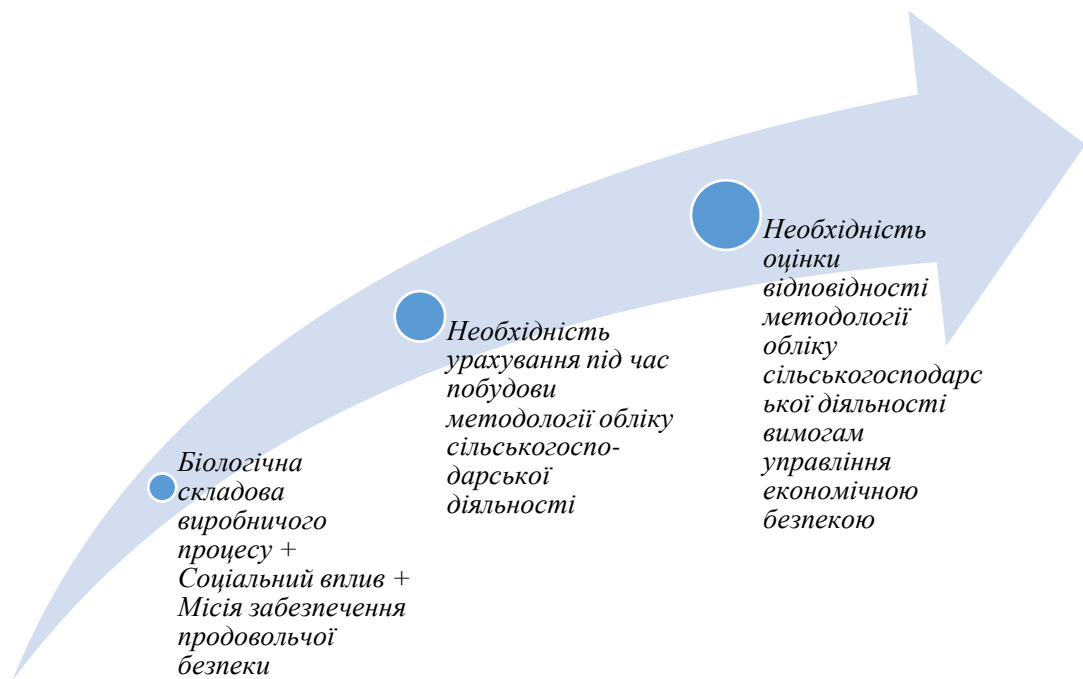 Біологічна
складова
виробничого
процесу +
Соціальний вплив +
Місія забезпечення
продовольчої
безпеки
Необхідність
урахування під час
побудови
методології обліку
сільськогоспо-
дарської
діяльності
Необхідність
оцінки
відповідності
методології
обліку
сільськогосподарс
ької діяльності
вимогам
управління
економічною
безпекою